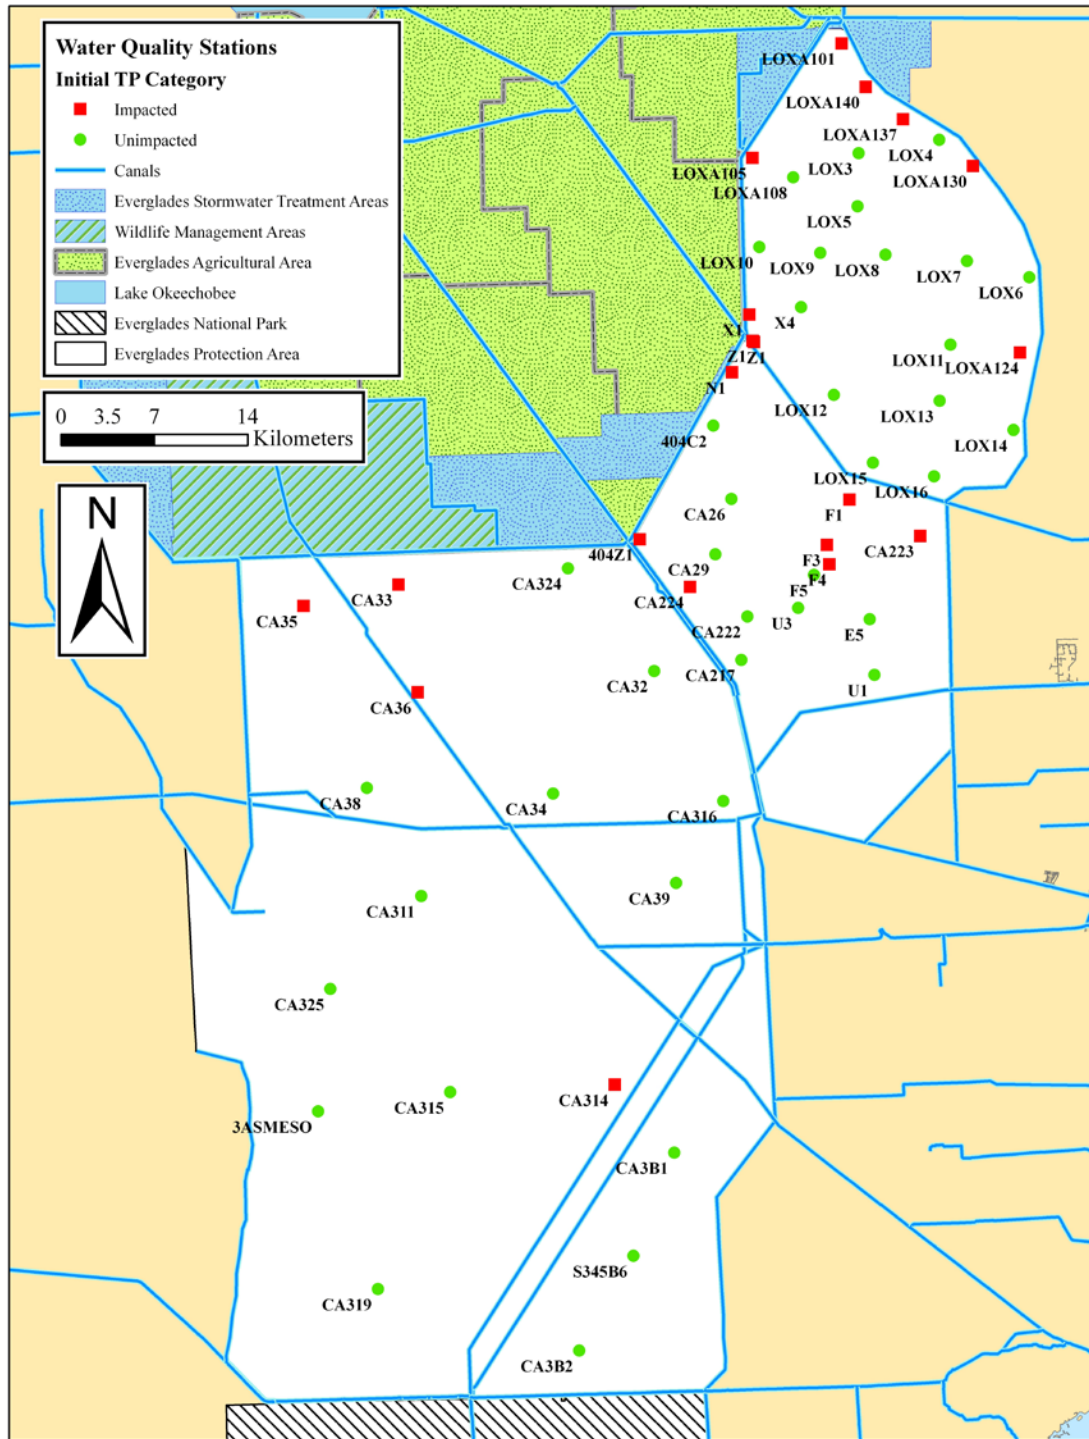 Water Quality Stations
Initial TP Category
Impacted
Unimpacted
Canals
Everglades Stormwater Treatment Areas
Wildlife Management Areas
Everglades Agricultural Area
Lake Okeechobee
Everglades National Park
Everglades Protection Area
0 3.5 7 14
Kilometers
N
LOXA101
LOXA140
LOXA137
LOX4
LOX3
LOXA105
LOXA130
LOXA108
LOX5
LOX10
LOX9
LOX8
LOX7
LOX6
X4
X1
Z1Z1
LOX11
LOXA124
N1
LOX12
LOX13
404C2
LOX14
LOX15
LOX16
CA26
F1
404Z1
CA223
F3
CA29
CA324
F4
F5
CA33
CA224
CA35
U3
CA222
E5
CA217
CA32
U1
CA36
CA38
CA34
CA316
CA39
CA311
CA325
CA314
CA315
3ASMESO
CA3B1
S345B6
CA319
CA3B2